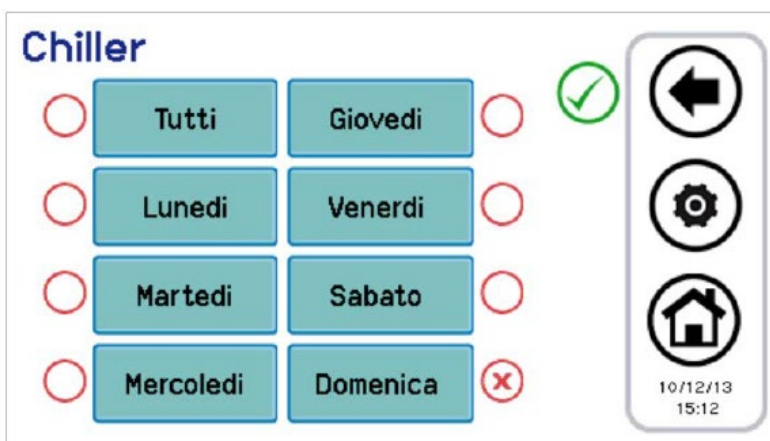 Chiller
Tutti
Giovedi
Lunedi
Venerdi
Martedi
Sabato
Mercoledi
Domenica
10/12/13
15:12